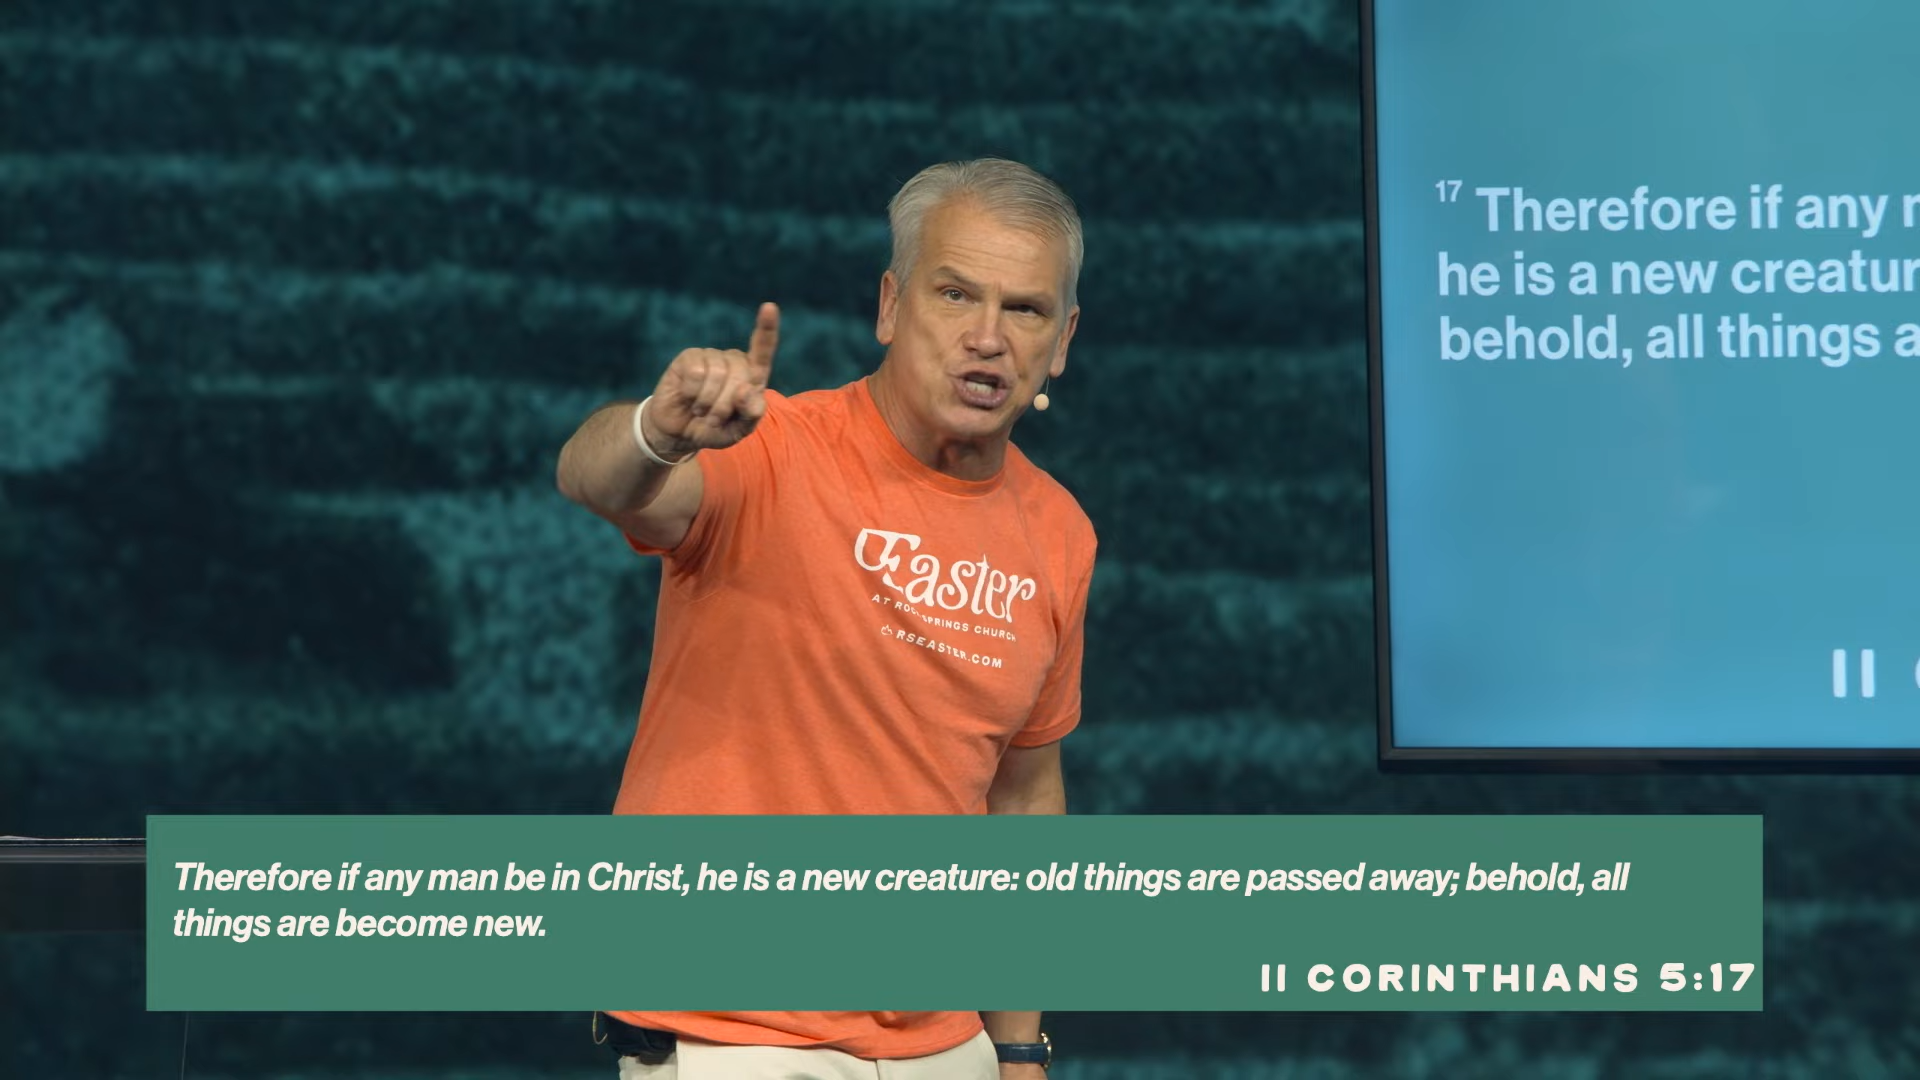 17 Therefore if any
he is a new creatur
behold, all things a
II
Easter
AT ROCK SPRINGS CHURCH
RSEASTER.COM
Therefore if any man be in Christ, he is a new creature: old things are passed away; behold, all
things are become new.
II CORINTHIANS 5:17